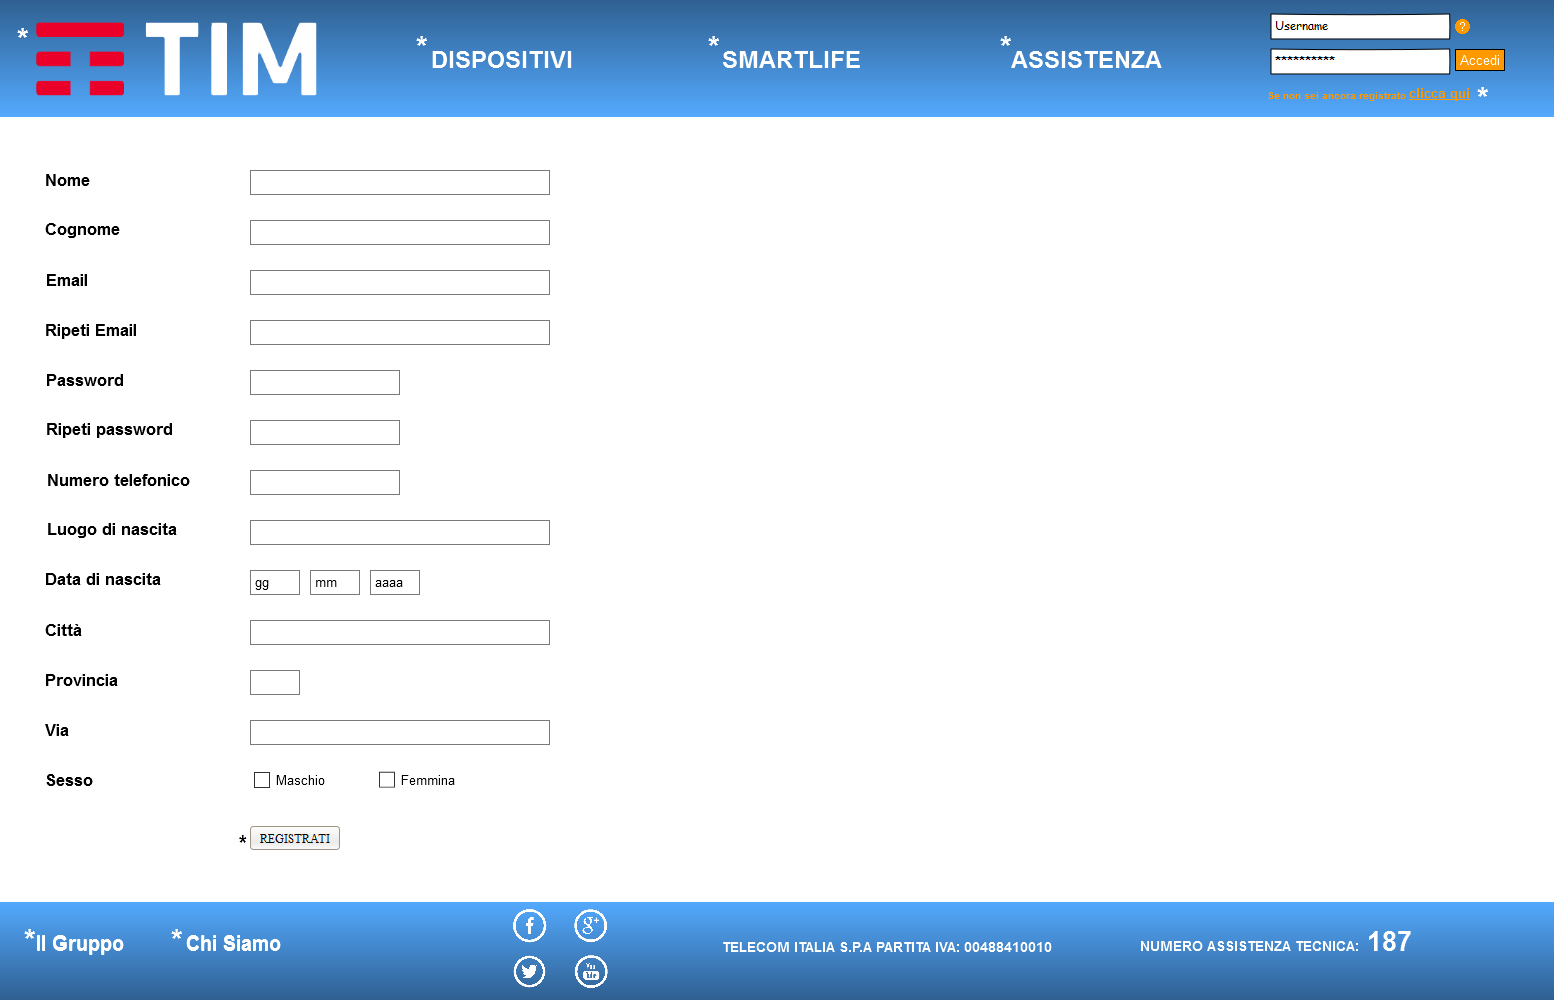 * TIM
*DISPOSITIVI
*SMARTLIFE
*ASSISTENZA
Username ?
********** Accedi
Se non sei ancora registrato clicca qui *
Nome
Cognome
Email
Ripeti Email
Password
Ripeti password
Numero telefonico
Luogo di nascita
Data di nascita gg mm aaaa
Città
Provincia
Via
Sesso Maschio Femmina
* REGISTRATI
*Il Gruppo
* Chi Siamo
f g+
You Tube
TELECOM ITALIA S.P.A PARTITA IVA: 00488410010
NUMERO ASSISTENZA TECNICA: 187